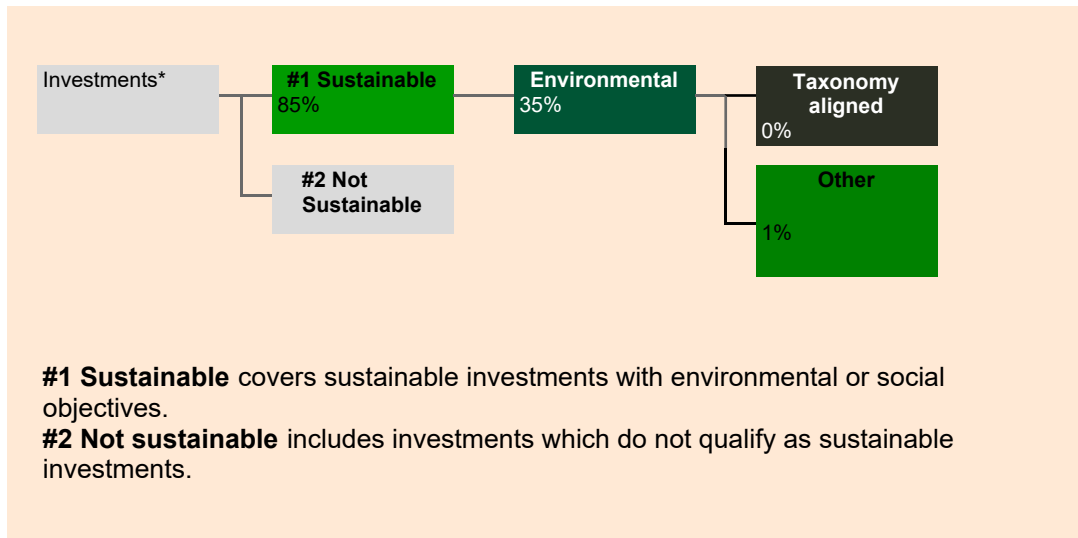 Investments*
#1 Sustainable
85%
Environmental
35%
Taxonomy
aligned
0%
#2 Not
Sustainable
Other
1%
#1 Sustainable covers sustainable investments with environmental or social
objectives.
#2 Not sustainable includes investments which do not qualify as sustainable
investments.